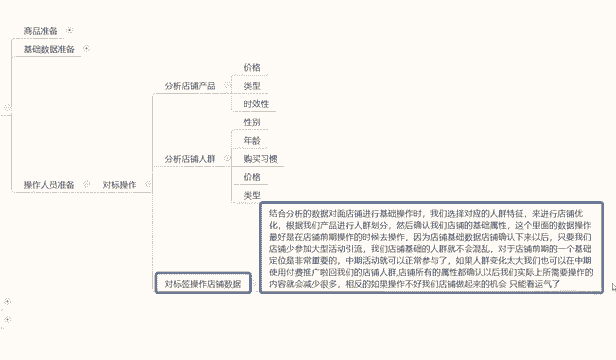 商品准备
基础数据准备
操作人员准备
对标操作
分析店铺产品
价格
类型
时效性
分析店铺人群
性别
年龄
购买习惯
价格
类型
对标签操作店铺数据
结合分析的数据对面店铺进行基础操作时，我们选择对应的人群特征，来进行店铺优
化，根据我们产品进行人群划分，然后确认我们店铺的基础属性，这个里面的数据操作
最好是在店铺前期操作的时候去操作，因为店铺基础数据店铺确认下来以后，只要我们
店铺少参加大型活动引流，我们店铺基础的人群就不会混乱，对于店铺前期的一个基础
定位是非常重要的，中期活动就可以正常参与了，如果人群变化太大我们也可以在中期
使用付费推广啦回我们的店铺人群,店铺所有的属性都确认以后我们实际上所需要操作的
内容就会减少很多，相反的如果操作不好我们店铺做起来的机会 只能看运气了